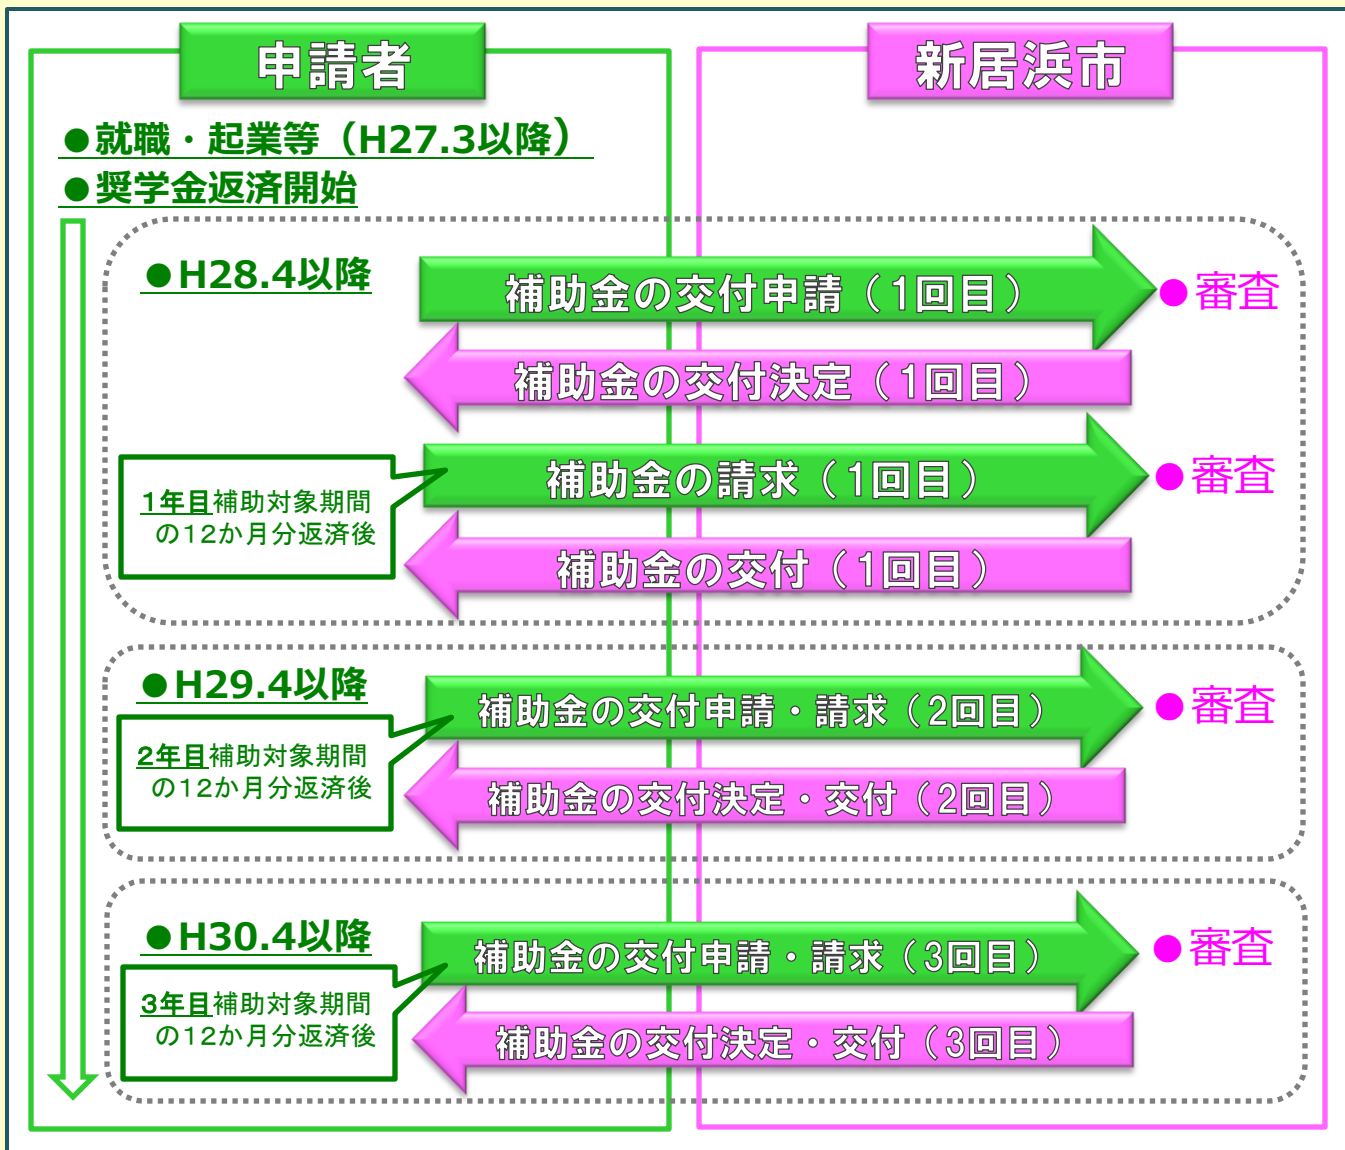 申請者
新居浜市
●就職・起業等（H27.3以降）
●奨学金返済開始
●H28.4以降
補助金の交付申請（1回目）
●審査
補助金の交付決定（1回目）
補助金の請求（1回目）
●審査
1年目補助対象期間
の12か月分返済後
補助金の交付（1回目）
●H29.4以降
補助金の交付申請・請求（2回目）
●審査
2年目補助対象期間
の12か月分返済後
補助金の交付決定・交付（2回目）
●H30.4以降
補助金の交付申請・請求（3回目）
●審査
3年目補助対象期間
の12か月分返済後
補助金の交付決定・交付（3回目）